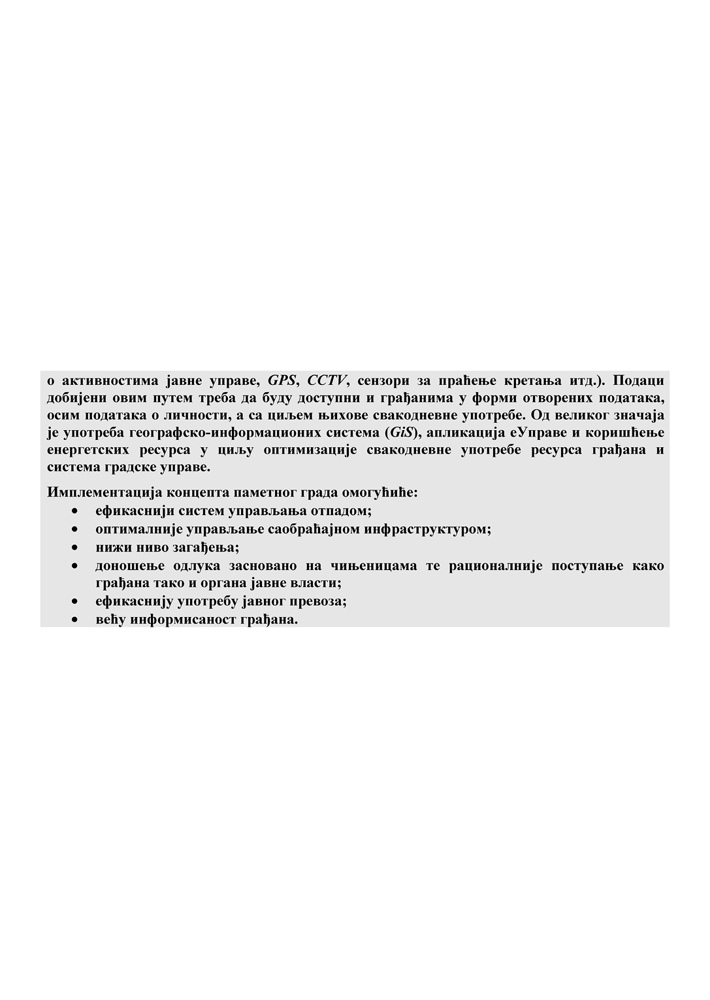 о активностима јавне управе, GPS, CCTV, сензори за праћење кретања итд.). Подаци
добијени овим путем треба да буду доступни и грађанима у форми отворених података,
осим података о личности, а са циљем њихове свакодневне употребе. Од великог значаја
је употреба географско-информационих система (GiS), апликација еУправе и коришћење
енергетских ресурса у циљу оптимизације свакодневне употребе ресурса грађана и
система градске управе.
Имплементација концепта паметног града омогућиће:
• ефикаснији систем управљања отпадом;
• оптималније управљање саобраћајном инфраструктуром;
• нижи ниво загађења;
• доношење одлука засновано на чињеницама те рационалније поступање како
грађана тако и органа јавне власти;
• ефикаснију употребу јавног превоза;
• већу информисаност грађана.